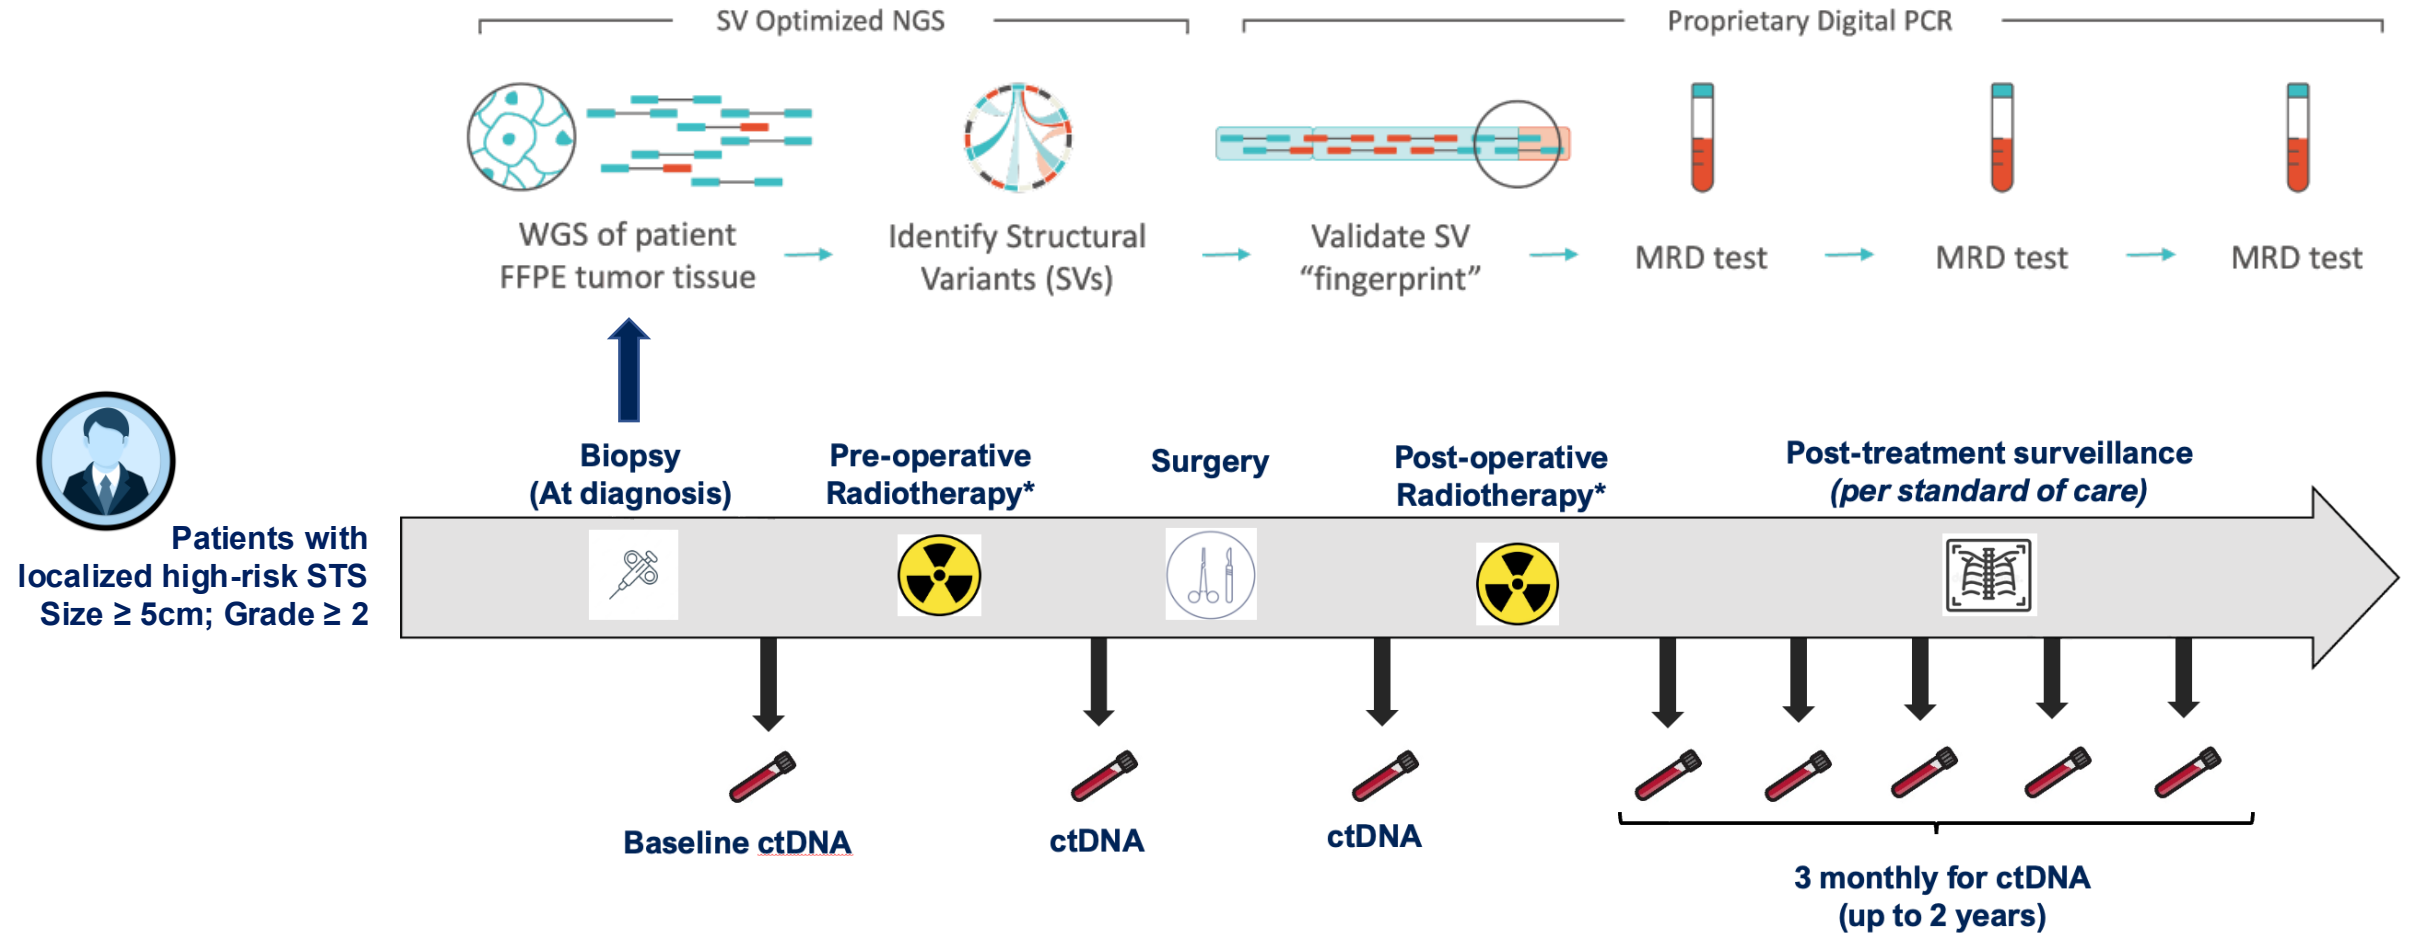 SV Optimized NGS
Proprietary Digital PCR
WGS of patient
FFPE tumor tissue
Identify Structural
Variants (SVs)
Validate SV
“fingerprint”
MRD test
MRD test
MRD test
Biopsy
(At diagnosis)
Pre-operative
Radiotherapy*
Surgery
Post-operative
Radiotherapy*
Post-treatment surveillance
(per standard of care)
Patients with
localized high-risk STS
Size ≥ 5cm; Grade ≥ 2
Baseline ctDNA
ctDNA
ctDNA
3 monthly for ctDNA
(up to 2 years)